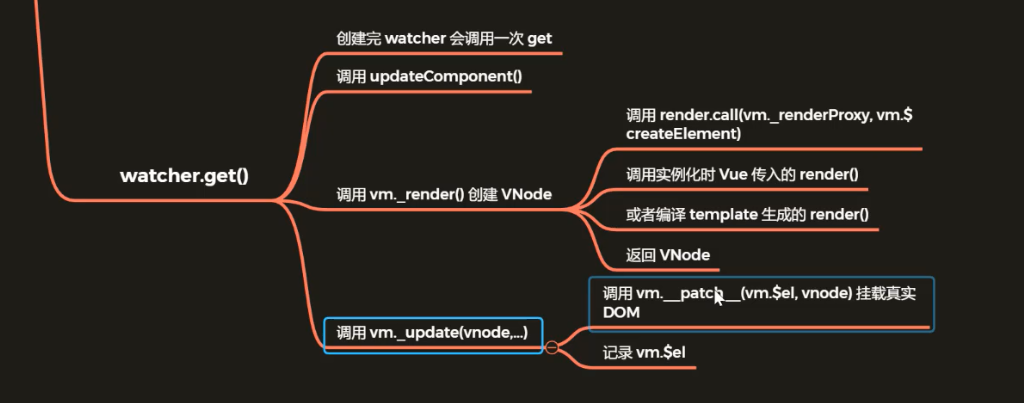 创建完 watcher 会调用一次 get
调用 updateComponent()
调用 render.call(vm._renderProxy, vm.$
createElement)
watcher.get()
调用实例化时 Vue 传入的 render()
调用 vm._render() 创建 VNode
或者编译 template 生成的 render()
返回 VNode
调用 vm.__patch__(vm.$el, vnode) 挂载真实
DOM
调用 vm._update(vnode,...)
记录 vm.$el